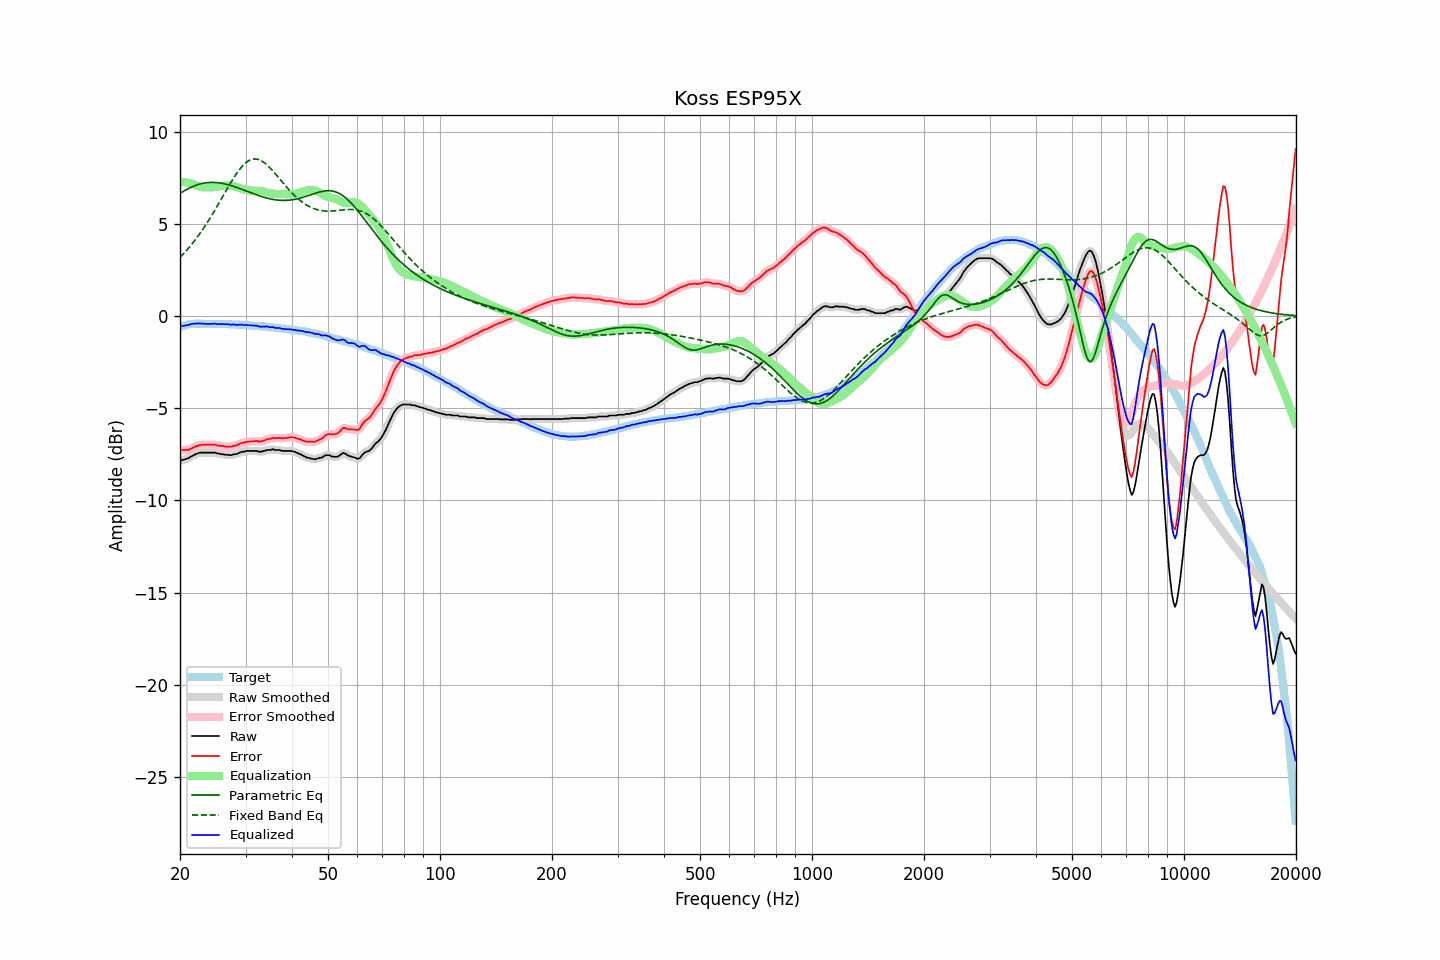 Koss ESP95X
10
5
0
−5
−10
−15
−20
−25
Amplitude (dBr)
Target
Raw Smoothed
Error Smoothed
Raw
Error
Equalization
Parametric Eq
Fixed Band Eq
Equalized
20 50 100 200 500 1000 2000 5000 10000 20000
Frequency (Hz)